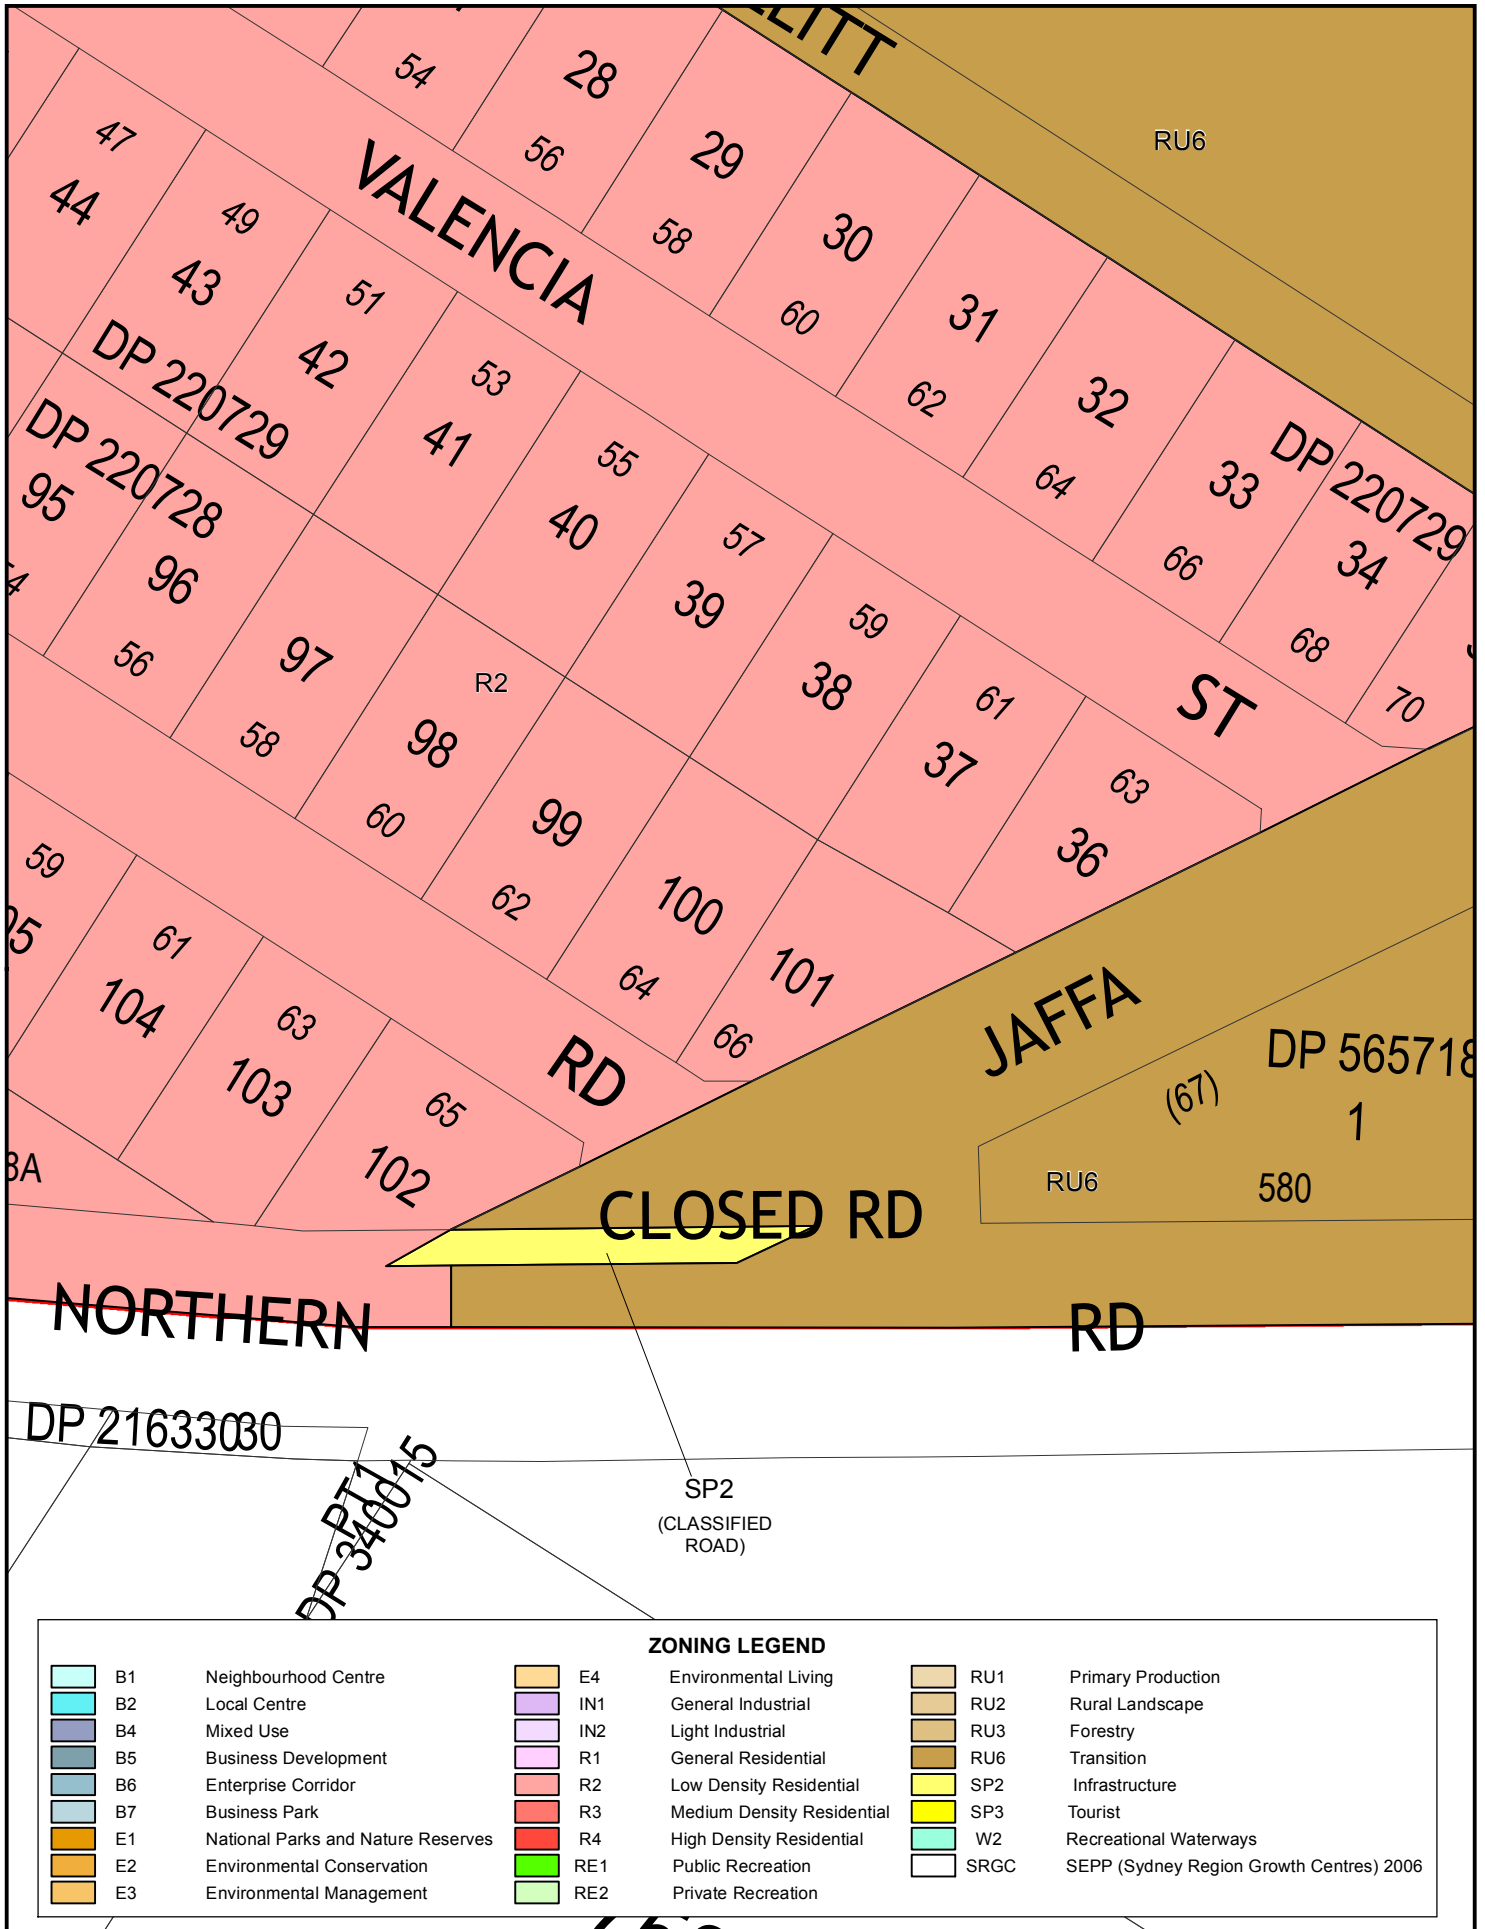 54
28
56
29
RU6
47
44
VALENCIA
58
30
49
43
51
42
60
31
DP 220729
53
41
62
32
DP 220728
95
55
40
64
33
DP 220729
34
96
56
57
39
66
68
97
58
R2
59
38
ST
70
98
60
61
37
63
36
99
62
59
100
64
101
66
61
104
63
103
RD
65
102
JAFFA
DP 565718
(67)
1
RU6
580
CLOSED RD
NORTHERN
RD
PT1
DP 340015
SP2
(CLASSIFIED
ROAD)
ZONING LEGEND
B1 Neighbourhood Centre
B2 Local Centre
B4 Mixed Use
B5 Business Development
B6 Enterprise Corridor
B7 Business Park
E1 National Parks and Nature Reserves
E2 Environmental Conservation
E3 Environmental Management
E4 Environmental Living
IN1 General Industrial
IN2 Light Industrial
R1 General Residential
R2 Low Density Residential
R3 Medium Density Residential
R4 High Density Residential
RE1 Public Recreation
RE2 Private Recreation
RU1 Primary Production
RU2 Rural Landscape
RU3 Forestry
RU6 Transition
SP2 Infrastructure
SP3 Tourist
W2 Recreational Waterways
SRGC SEPP (Sydney Region Growth Centres) 2006